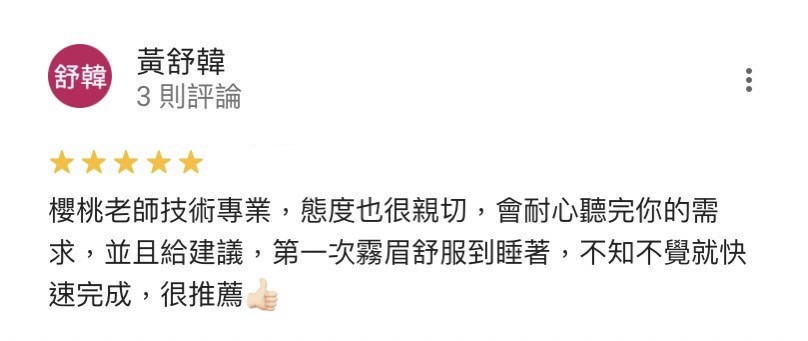 舒韓
黃舒韓
3 則評論
櫻桃老師技術專業，態度也很親切，會耐心聽完你的需
求，並且給建議，第一次霧眉舒服到睡著，不知不覺就快
速完成，很推薦👍🏻